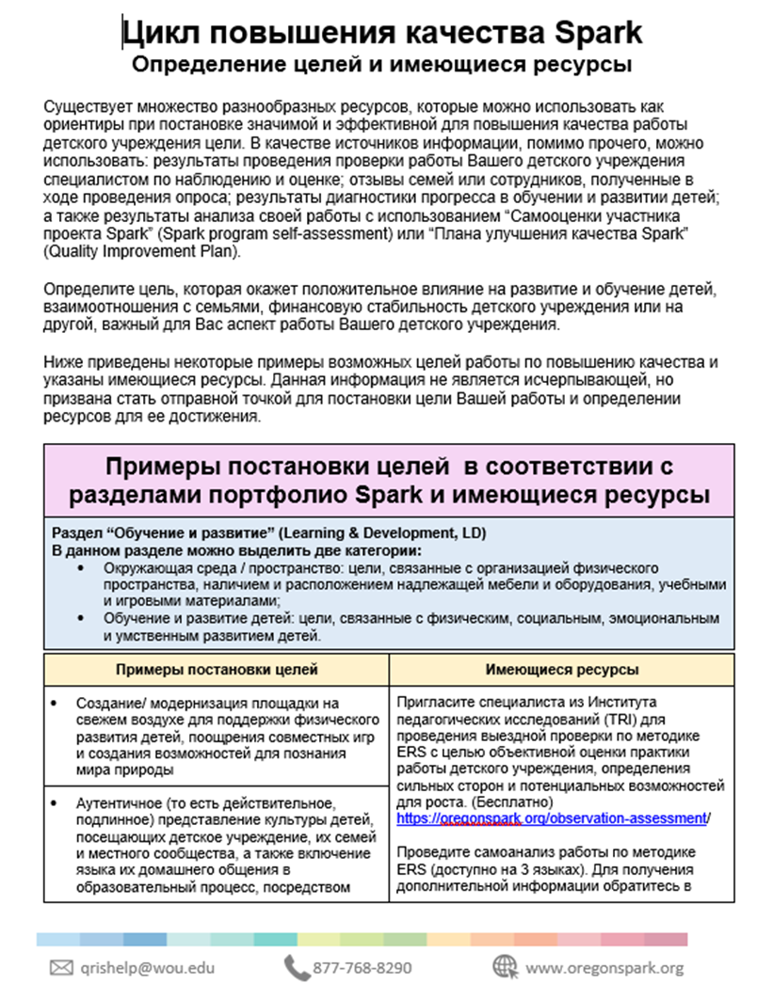 Цикл повышения качества Spark
Определение целей и имеющиеся ресурсы
Существует множество разнообразных ресурсов, которые можно использовать как
ориентиры при постановке значимой и эффективной для повышения качества работы
детского учреждения цели. В качестве источников информации, помимо прочего, можно
использовать: результаты проведения проверки работы Вашего детского учреждения
специалистом по наблюдению и оценке; отзывы семей или сотрудников, полученные в
ходе проведения опроса; результаты диагностики прогресса в обучении и развитии детей;
а также результаты анализа своей работы с использованием “Самооценки участника
проекта Spark” (Spark program self-assessment) или “Плана улучшения качества Spark”
(Quality Improvement Plan).
Определите цель, которая окажет положительное влияние на развитие и обучение детей,
взаимоотношения с семьями, финансовую стабильность детского учреждения или на
другой, важный для Вас аспект работы Вашего детского учреждения.
Ниже приведены некоторые примеры возможных целей работы по повышению качества и
указаны имеющиеся ресурсы. Данная информация не является исчерпывающей, но
призвана стать отправной точкой для постановки цели Вашей работы и определении
ресурсов для ее достижения.
Примеры постановки целей в соответствии с
разделами портфолио Spark и имеющиеся ресурсы
Раздел “Обучение и развитие” (Learning & Development, LD)
В данном разделе можно выделить две категории:
• Окружающая среда / пространство: цели, связанные с организацией физического
пространства, наличием и расположением надлежащей мебели и оборудования, учебными
и игровыми материалами;
• Обучение и развитие детей: цели, связанные с физическим, социальным, эмоциональным
и умственным развитием детей.
Примеры постановки целей
Имеющиеся ресурсы
• Создание/ модернизация площадки на
свежем воздухе для поддержки физического
развития детей, поощрения совместных игр
и создания возможностей для познания
мира природы
• Аутентичное (то есть действительное,
подлинное) представление культуры детей,
посещающих детское учреждение, их семей
и местного сообщества, а также включение
языка их домашнего общения в
образовательный процесс, посредством
Пригласите специалиста из Института
педагогических исследований (TRI) для
проведения выездной проверки по методике
ERS с целью объективной оценки практики
работы детского учреждения, определения
сильных сторон и потенциальных возможностей
для роста. (Бесплатно)
https://oregonspark.org/observation-assessment/
Проведите самоанализ работы по методике
ERS (доступно на 3 языках). Для получения
дополнительной информации обратитесь в
qrishelp@wou.edu
877-768-8290
www.oregonspark.org